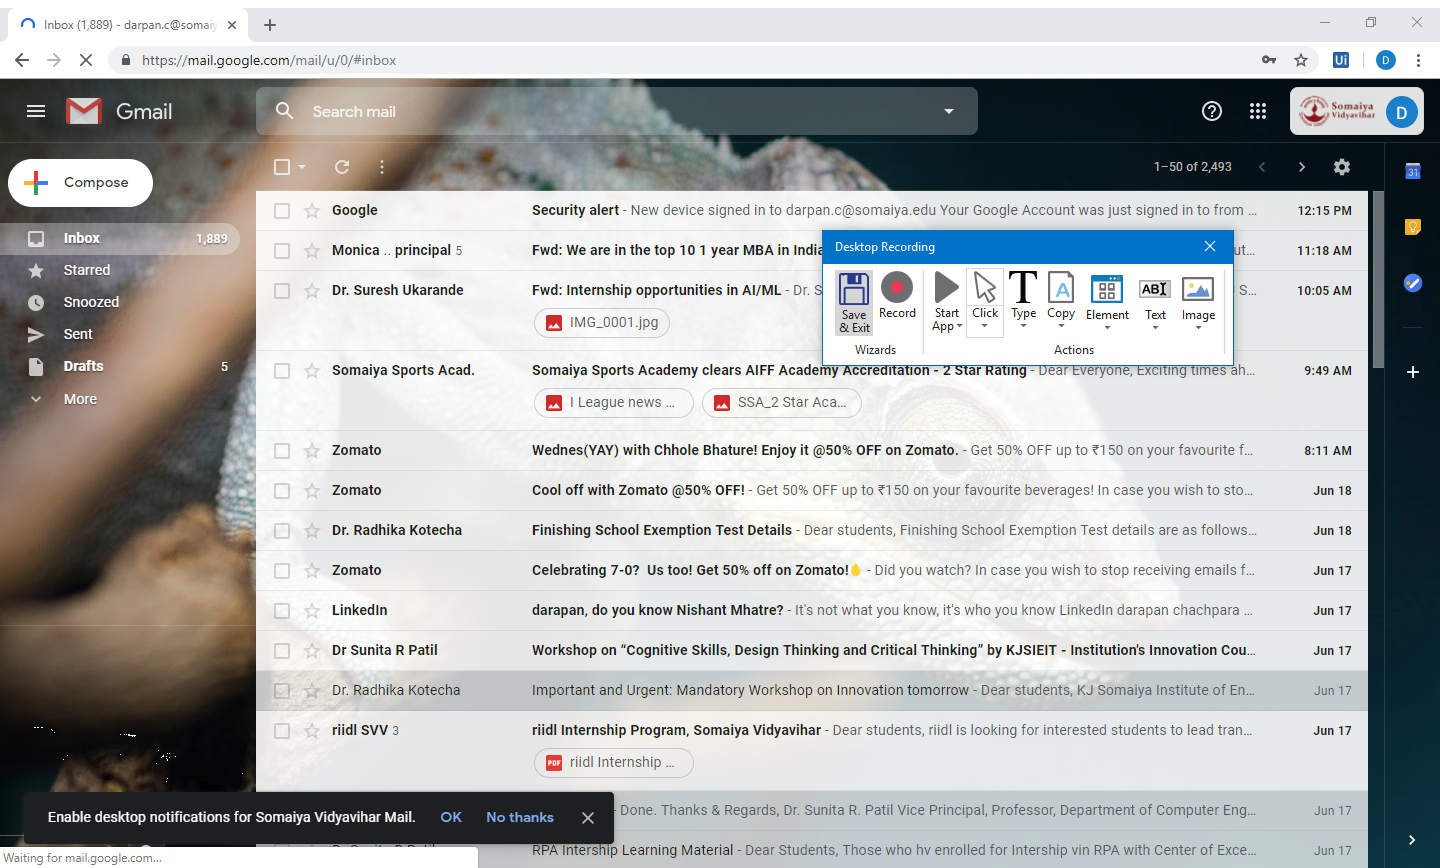 Inbox (1,889) - darpan.c@somaiy
https://mail.google.com/mail/u/0/#inbox
Ui
D
Gmail
Search mail
Somaiya
Vidyavihar
D
Compose
1–50 of 2,493
31
Inbox 1,889
Starred
Snoozed
Sent
Drafts 5
More
Google Security alert - New device signed in to darpan.c@somaiya.edu Your Google Account was just signed in to from ... 12:15 PM
Monica .. principal 5 Fwd: We are in the top 10 1 year MBA in India ut... 11:18 AM
Dr. Suresh Ukarande Fwd: Internship opportunities in AI/ML - Dr. S S... 10:05 AM
IMG_0001.jpg
Desktop Recording
Save & Exit
Record
Start App
Click
Type
Copy
Element
Text
Image
A
ABI
Wizards
Actions
Somaiya Sports Acad. Somaiya Sports Academy clears AIFF Academy Accreditation - 2 Star Rating - Dear Everyone, Exciting times ah... 9:49 AM
I League news ... SSA_2 Star Aca...
Zomato Wednes(YAY) with Chhole Bhature! Enjoy it @50% OFF on Zomato. - Get 50% OFF up to ₹150 on your favourite f... 8:11 AM
Zomato Cool off with Zomato @50% OFF! - Get 50% OFF up to ₹150 on your favourite beverages! In case you wish to sto... Jun 18
Dr. Radhika Kotecha Finishing School Exemption Test Details - Dear students, Finishing School Exemption Test details are as follows... Jun 18
Zomato Celebrating 7-0? Us too! Get 50% off on Zomato! - Did you watch? In case you wish to stop receiving emails f... Jun 17
LinkedIn darapan, do you know Nishant Mhatre? - It's not what you know, it's who you know LinkedIn darapan chachpara ... Jun 17
Dr Sunita R Patil Workshop on “Cognitive Skills, Design Thinking and Critical Thinking” by KJSIEIT - Institution's Innovation Cou... Jun 17
Dr. Radhika Kotecha Important and Urgent: Mandatory Workshop on Innovation tomorrow - Dear students, KJ Somaiya Institute of En... Jun 17
riidl SVV 3 riidl Internship Program, Somaiya Vidyavihar - Dear students, riidl is looking for interested students to lead tran... Jun 17
PDF riidl Internship ...
- Done. Thanks & Regards, Dr. Sunita R. Patil Vice Principal, Professor, Department of Computer Eng... Jun 17
Enable desktop notifications for Somaiya Vidyavihar Mail. OK No thanks
RPA Intership Learning Material - Dear Students, Those who hv enrolled for Intership vin RPA with Center of Exce... Jun 17
Waiting for mail.google.com...